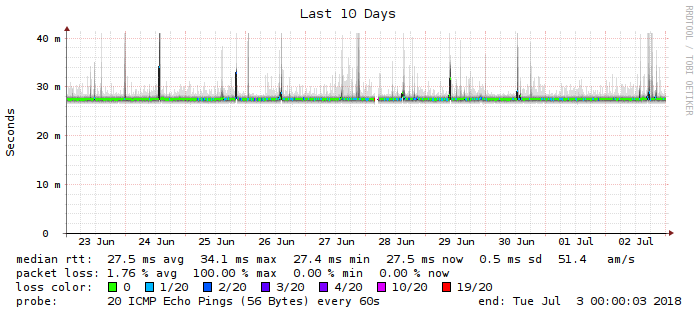 Last 10 Days
RRDTOOL / TOBI OETIKER
Seconds
40 m
30 m
20 m
10 m
0
23 Jun 24 Jun 25 Jun 26 Jun 27 Jun 28 Jun 29 Jun 30 Jun 01 Jul 02 Jul
median rtt: 27.5 ms avg 34.1 ms max 27.4 ms min 27.5 ms now 0.5 ms sd 51.4 am/s
packet loss: 1.76 % avg 100.00 % max 0.00 % min 0.00 % now
loss color: 0 1/20 2/20 3/20 4/20 10/20 19/20
probe: 20 ICMP Echo Pings (56 Bytes) every 60s end: Tue Jul 3 00:00:03 2018